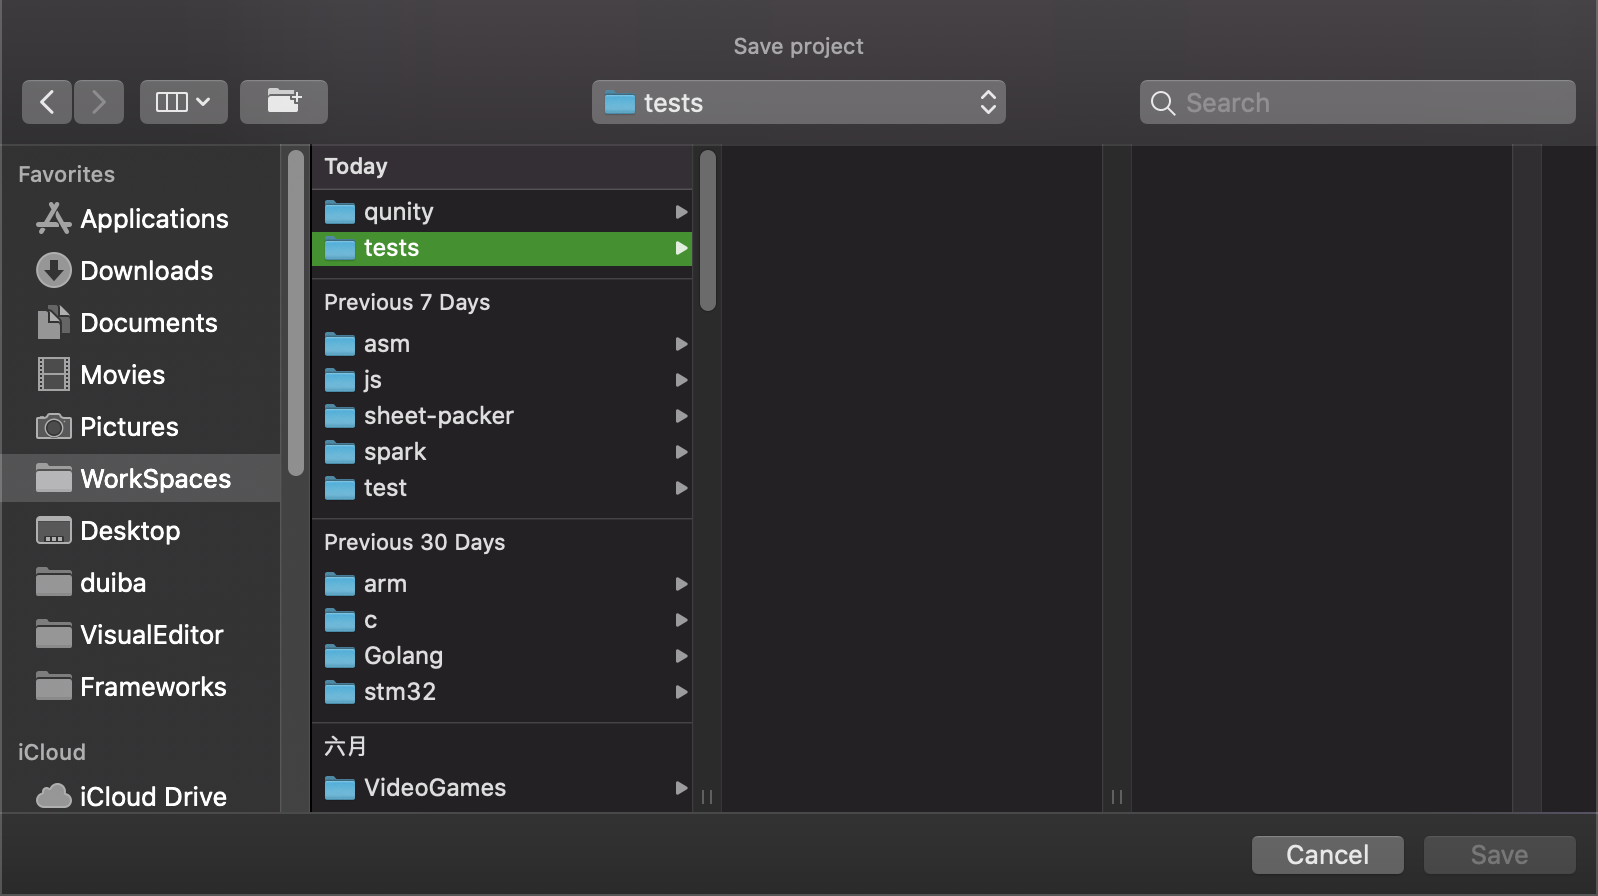 Save project
tests
Search
Favorites
Applications
Downloads
Documents
Movies
Pictures
WorkSpaces
Desktop
duiba
VisualEditor
Frameworks
iCloud
iCloud Drive
Today
qunity
tests
Previous 7 Days
asm
js
sheet-packer
spark
test
Previous 30 Days
arm
c
Golang
stm32
六月
VideoGames
Cancel
Save